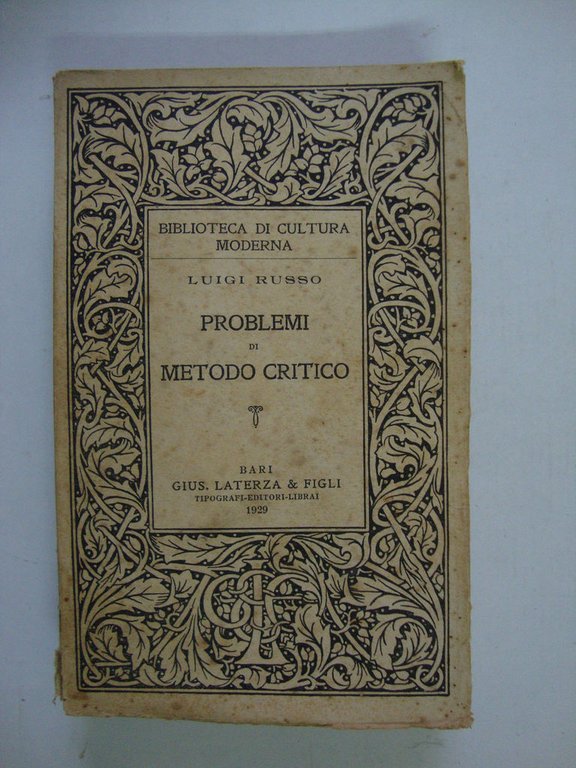 BIBLIOTECA DI CULTURA
MODERNA
LUIGI RUSSO
PROBLEMI
DI
METODO CRITICO
BARI
GIUS. LATERZA & FIGLI
TIPOGRAFI-EDITORI-LIBRAI
1929